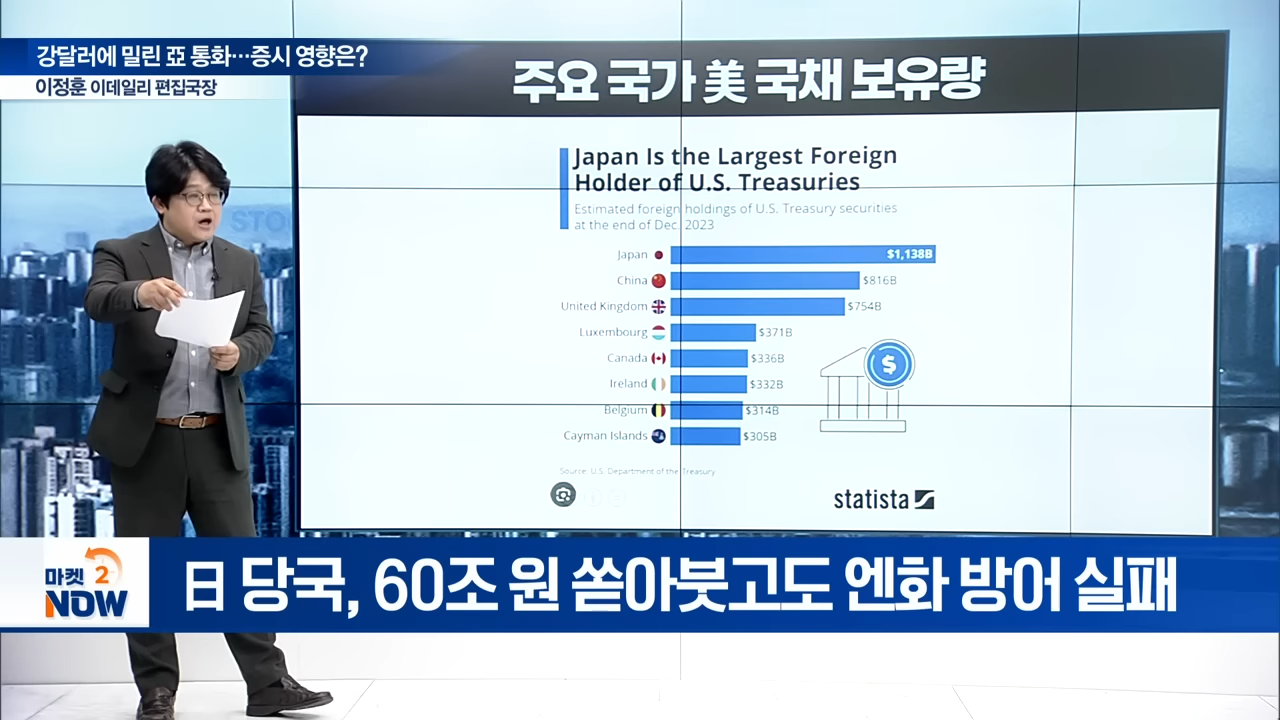 강달러에 밀린 亞 통화…증시 영향은?
이정훈 이데일리 편집국장
주요 국가 美 국채 보유량
Japan Is the Largest Foreign
Holder of U.S. Treasuries
Estimated foreign holdings of U.S. Treasury securities
at the end of Dec. 2023
Japan $1,138B
China $816B
United Kingdom $754B
Luxembourg $371B
Canada $336B
Ireland $332B
Belgium $314B
Cayman Islands $305B
$
Source: U.S. Department of the Treasury
statista
STO
마켓 2
NOW
日 당국, 60조 원 쏟아붓고도 엔화 방어 실패